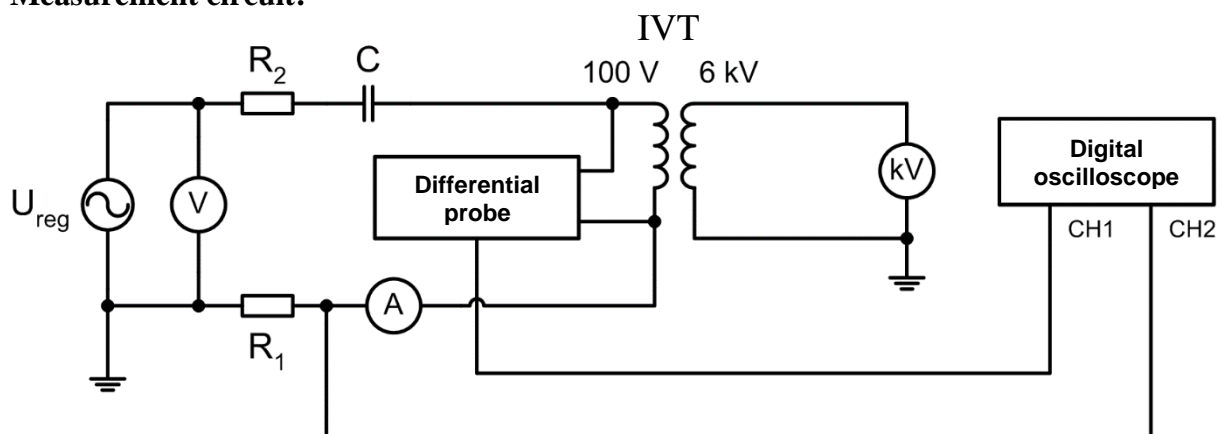 Measurement circuit:
IVT
R2 C 100 V 6 kV
Digital
oscilloscope
Differential
probe
kV
Ureg V
CH1 CH2
A
R1